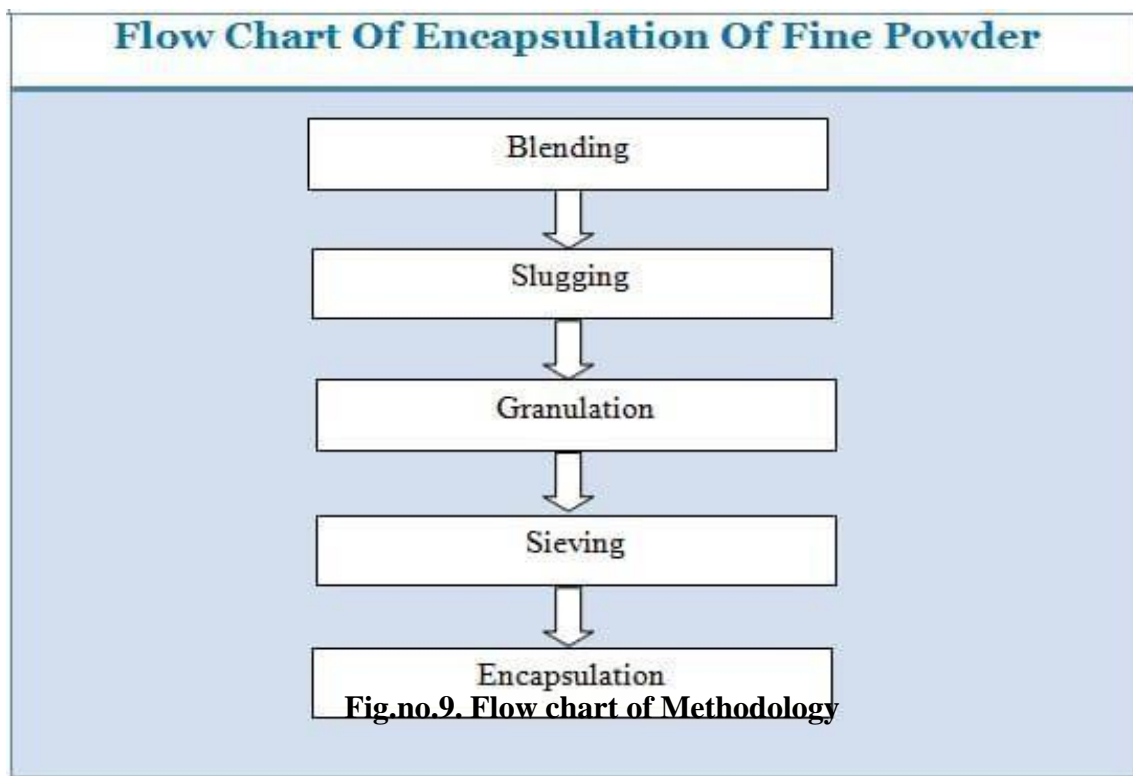 Flow Chart Of Encapsulation Of Fine Powder
Blending
Slugging
Granulation
Sieving
Encapsulation
Fig.no.9. Flow chart of Methodology